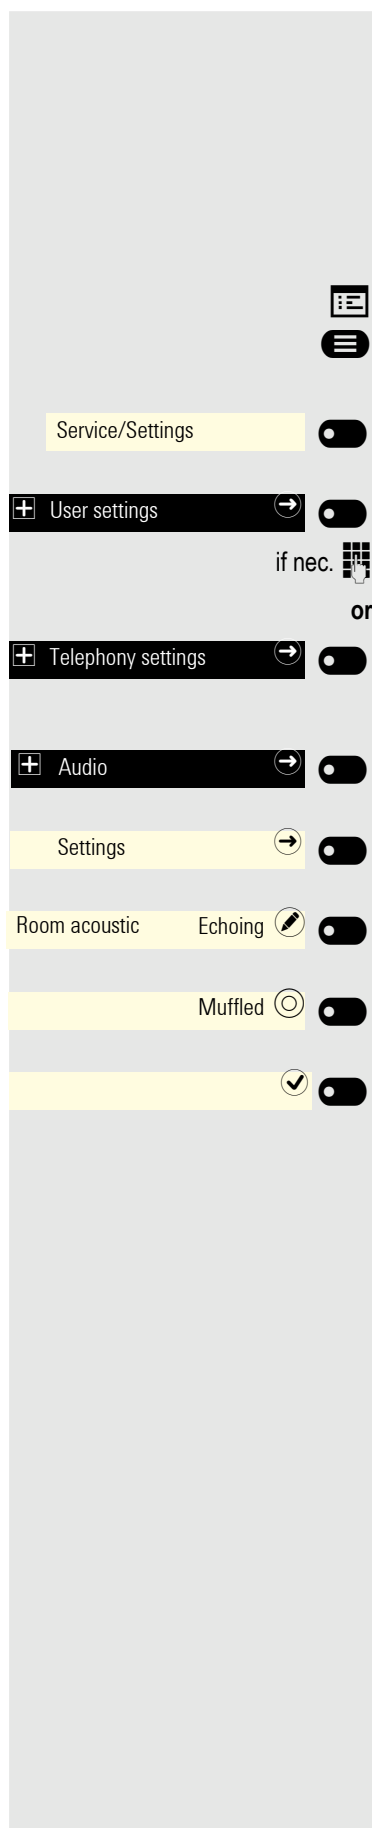 Service/Settings
User settings
if nec.
or
Telephony settings
Audio
Settings
Room acoustic Echoing
Muffled